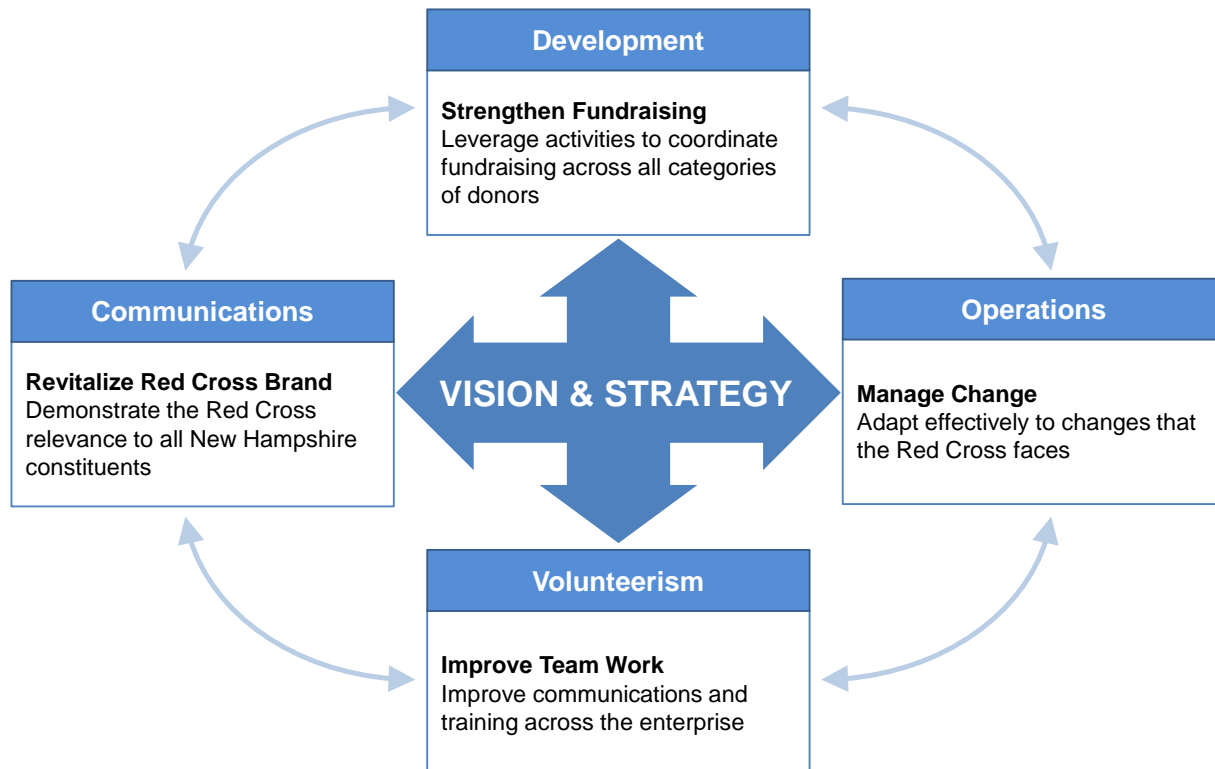 Development
Strengthen Fundraising
Leverage activities to coordinate
fundraising across all categories
of donors
Communications
Revitalize Red Cross Brand
Demonstrate the Red Cross
relevance to all New Hampshire
constituents
VISION & STRATEGY
Operations
Manage Change
Adapt effectively to changes that
the Red Cross faces
Volunteerism
Improve Team Work
Improve communications and
training across the enterprise